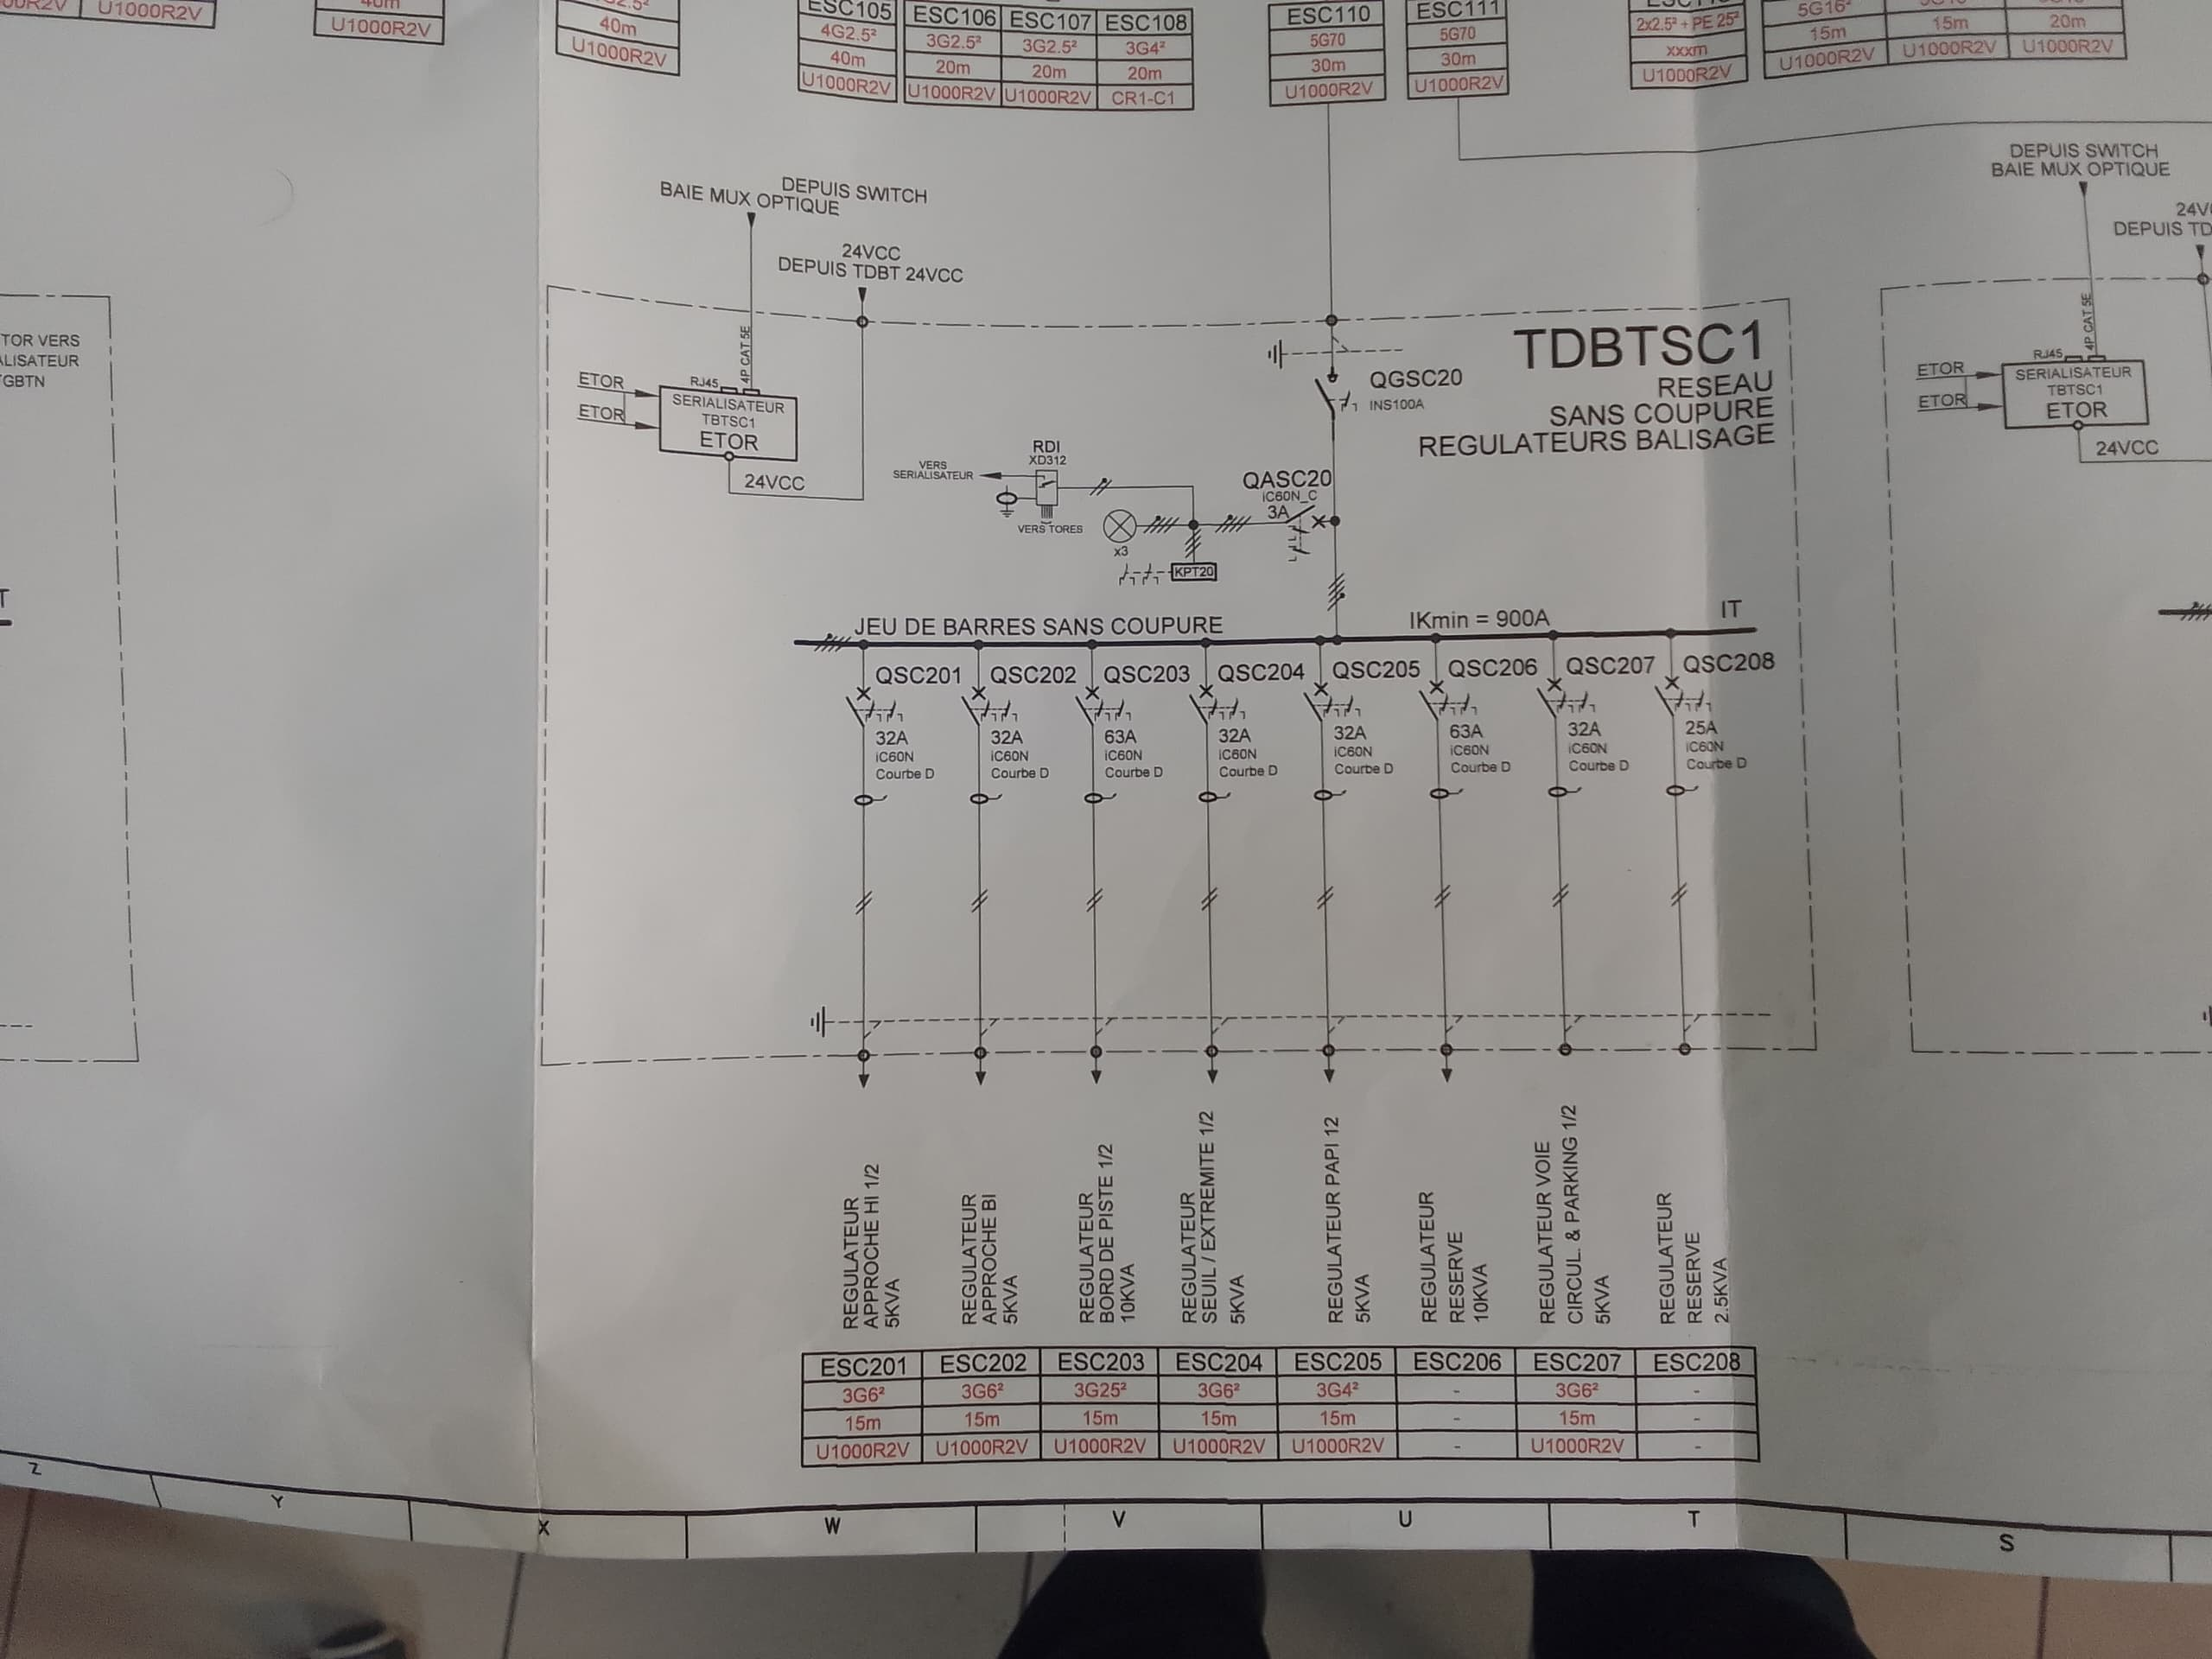 U1000R2V
40m
U1000R2V
40m
U1000R2V
ESC105
4G2.5²
40m
U1000R2V
ESC106
3G2.5²
20m
U1000R2V
ESC107
3G2.5²
20m
U1000R2V
ESC108
3G4²
20m
CR1-C1
ESC110
5G70
30m
U1000R2V
ESC111
5G70
30m
U1000R2V
2x2.5² + PE 25²
xxxm
U1000R2V
5G16²
15m
U1000R2V
15m
U1000R2V
20m
U1000R2V
DEPUIS SWITCH
BAIE MUX OPTIQUE
24VCC
DEPUIS TDBT 24VCC
4P CAT 5E
RJ45
ETOR
ETOR
SERIALISATEUR
TBTSC1
ETOR
24VCC
TOR VERS
TDBTSC1
RESEAU
SANS COUPURE
REGULATEURS BALISAGE
QGSC20
INS100A
RDI
XD312
VERS
SERIALISATEUR
VERS TORES
x3
KPT20
QASC20
iC60N_C
3A
JEU DE BARRES SANS COUPURE
IKmin = 900A
IT
QSC201
32A
iC60N
Courbe D
QSC202
32A
iC60N
Courbe D
QSC203
63A
iC60N
Courbe D
QSC204
32A
iC60N
Courbe D
QSC205
32A
iC60N
Courbe D
QSC206
63A
iC60N
Courbe D
QSC207
32A
iC60N
Courbe D
QSC208
25A
iC60N
Courbe D
REGULATEUR
APPROCHE HI 1/2
5KVA
REGULATEUR
APPROCHE BI
5KVA
REGULATEUR
BORD DE PISTE 1/2
10KVA
REGULATEUR
SEUIL / EXTREMITE 1/2
5KVA
REGULATEUR PAPI 12
5KVA
REGULATEUR
RESERVE
10KVA
REGULATEUR VOIE
CIRCUL. & PARKING 1/2
5KVA
REGULATEUR
RESERVE
2.5KVA
ESC201 ESC202 ESC203 ESC204 ESC205 ESC206 ESC207 ESC208
3G6² 3G6² 3G25² 3G6² 3G4² - 3G6² -
15m 15m 15m 15m 15m - 15m -
U1000R2V U1000R2V U1000R2V U1000R2V U1000R2V - U1000R2V -
DEPUIS SWITCH
BAIE MUX OPTIQUE
DEPUIS
4P CAT 5E
RJ45
ETOR
ETOR
SERIALISATEUR
TBTSC1
ETOR
24VCC
Z Y X W V U T S